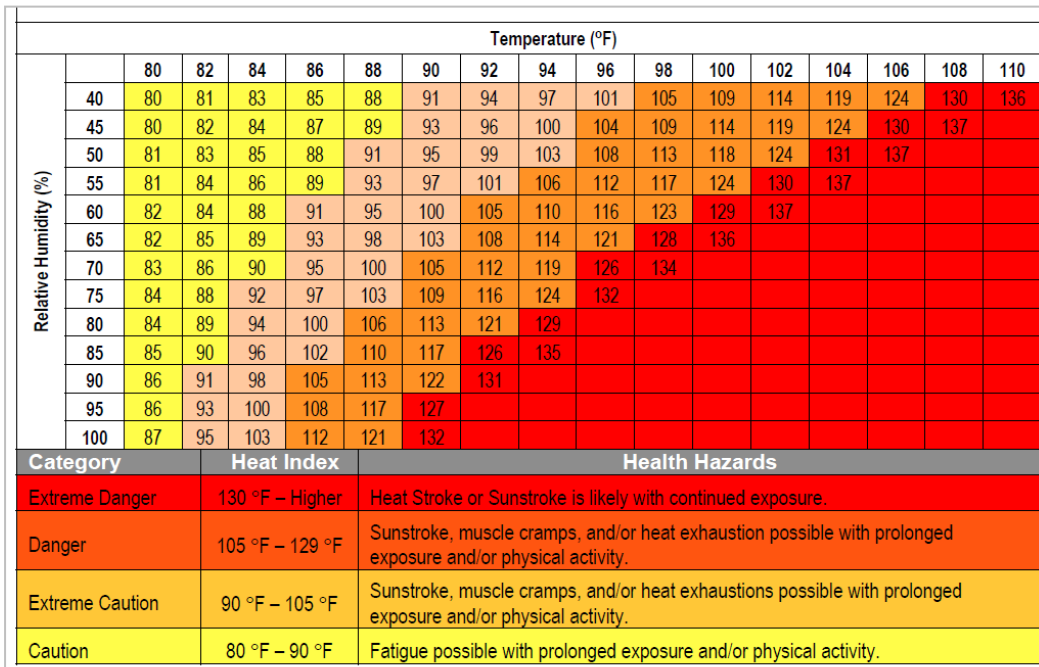 Temperature (°F)
80 82 84 86 88 90 92 94 96 98 100 102 104 106 108 110
Relative Humidity (%)
40 80 81 83 85 88 91 94 97 101 105 109 114 119 124 130 136
45 80 82 84 87 89 93 96 100 104 109 114 119 124 130 137
50 81 83 85 88 91 95 99 103 108 113 118 124 131 137
55 81 84 86 89 93 97 101 106 112 117 124 130 137
60 82 84 88 91 95 100 105 110 116 123 129 137
65 82 85 89 93 98 103 108 114 121 128 136
70 83 86 90 95 100 105 112 119 126 134
75 84 88 92 97 103 109 116 124 132
80 84 89 94 100 106 113 121 129
85 85 90 96 102 110 117 126 135
90 86 91 98 105 113 122 131
95 86 93 100 108 117 127
100 87 95 103 112 121 132
Category Heat Index Health Hazards
Extreme Danger 130 °F – Higher Heat Stroke or Sunstroke is likely with continued exposure.
Danger 105 °F – 129 °F Sunstroke, muscle cramps, and/or heat exhaustion possible with prolonged
exposure and/or physical activity.
Extreme Caution 90 °F – 105 °F Sunstroke, muscle cramps, and/or heat exhaustions possible with prolonged
exposure and/or physical activity.
Caution 80 °F – 90 °F Fatigue possible with prolonged exposure and/or physical activity.